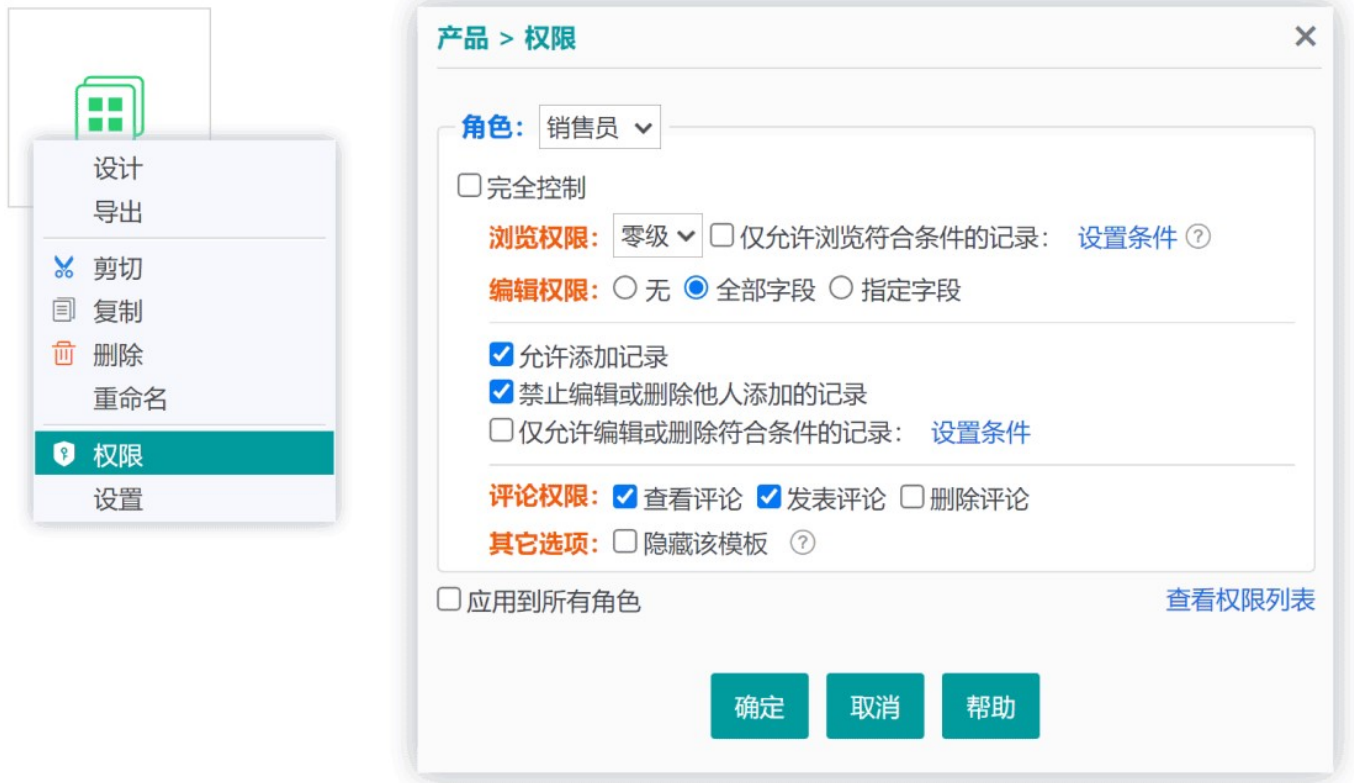 设计
导出
剪切
复制
删除
重命名
权限
设置
产品 > 权限
角色： 销售员
完全控制
浏览权限： 零级 仅允许浏览符合条件的记录： 设置条件 ?
编辑权限： 无 全部字段 指定字段
允许添加记录
禁止编辑或删除他人添加的记录
仅允许编辑或删除符合条件的记录： 设置条件
评论权限： 查看评论 发表评论 删除评论
其它选项： 隐藏该模板 ?
应用到所有角色 查看权限列表
确定 取消 帮助